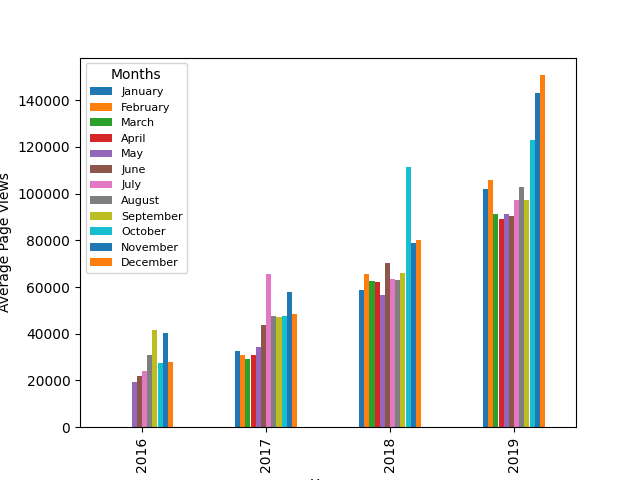 Months
January
February
March
April
May
June
July
August
September
October
November
December
140000
120000
100000
80000
60000
40000
20000
0
Average Page Views
2016
2017
2018
2019